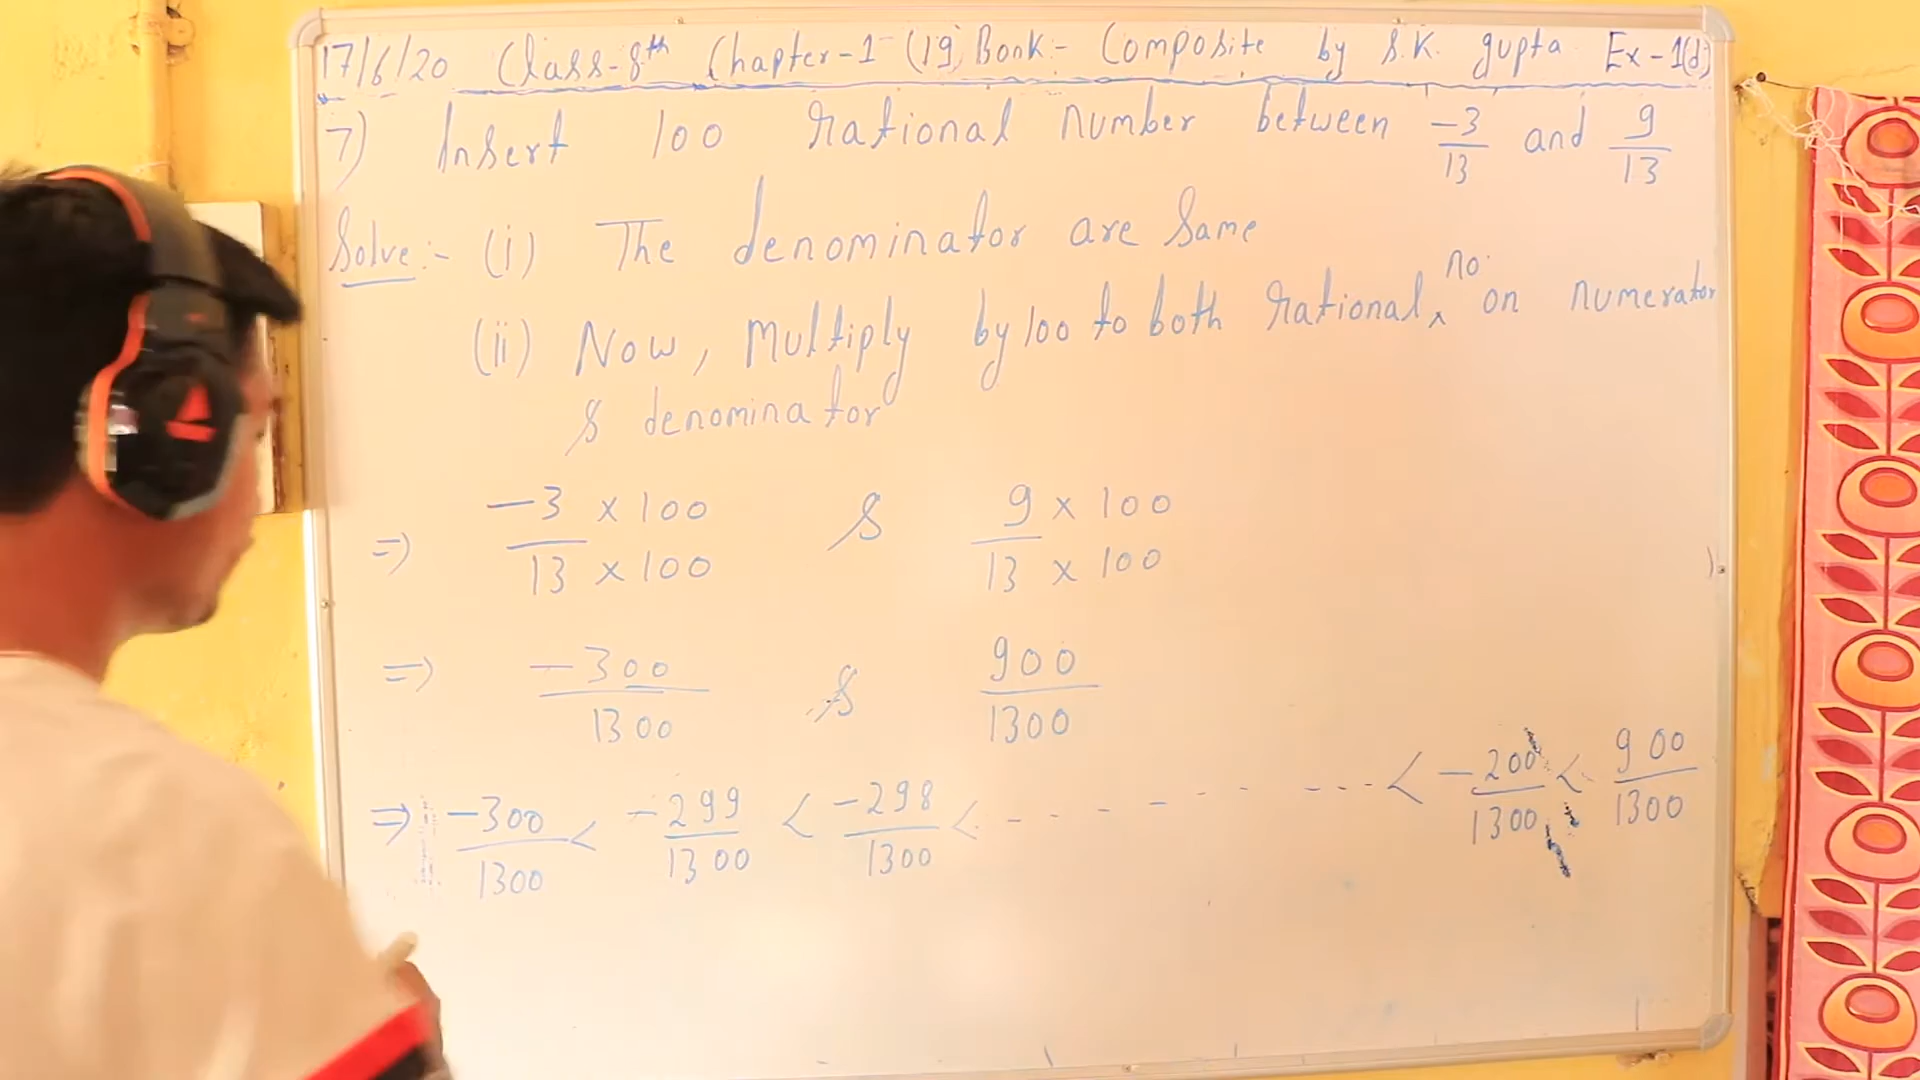 17/6/20 Class-8th Chapter-1 (19) Book:- Composite by S.K. gupta Ex-1(d)
7) Insert 100 rational number between -3/13 and 9/13
Solve:- (i) The denominator are same
(ii) Now, Multiply by 100 to both rational no. on numerator
& denominator
=> -3 x 100 / 13 x 100 & 9 x 100 / 13 x 100
=> -300/1300 & 900/1300
=> -300/1300 < -299/1300 < -298/1300 < - - - - - - - - - - < -200/1300 < 900/1300